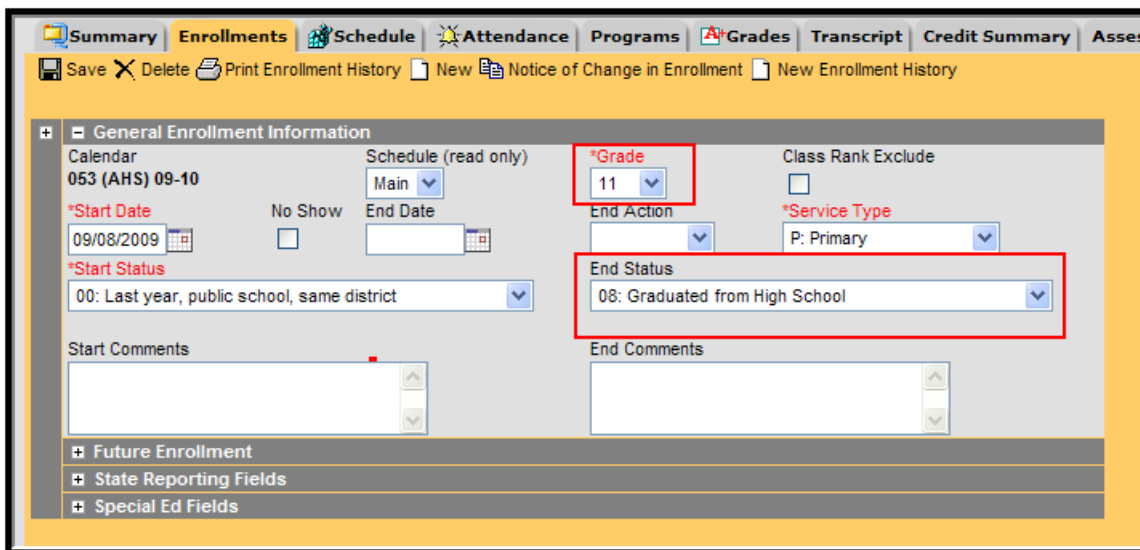 Summary Enrollments Schedule Attendance Programs A+ Grades Transcript Credit Summary Asses
Save Delete Print Enrollment History New Notice of Change in Enrollment New Enrollment History
General Enrollment Information
Calendar Schedule (read only) *Grade Class Rank Exclude
053 (AHS) 09-10 Main 11
*Start Date No Show End Date End Action *Service Type
09/08/2009 P: Primary
*Start Status End Status
00: Last year, public school, same district 08: Graduated from High School
Start Comments End Comments
Future Enrollment
State Reporting Fields
Special Ed Fields